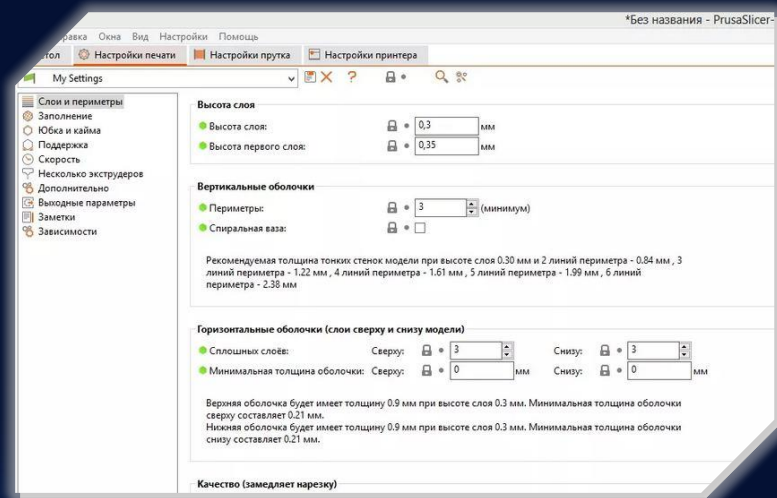 *Без названия - PrusaSlicer-
равка Окна Вид Настройки Помощь
тол Настройки печати Настройки прутка Настройки принтера
My Settings
Слои и периметры
Заполнение
Юбка и кайма
Поддержка
Скорость
Несколько экструдеров
Дополнительно
Выходные параметры
Заметки
Зависимости
Высота слоя
Высота слоя: 0,3 мм
Высота первого слоя: 0,35 мм
Вертикальные оболочки
Периметры: 3 (минимум)
Спиральная ваза:
Рекомендуемая толщина тонких стенок модели при высоте слоя 0.30 мм и 2 линий периметра - 0.84 мм , 3
линий периметра - 1.22 мм , 4 линий периметра - 1.61 мм , 5 линий периметра - 1.99 мм , 6 линий
периметра - 2.38 мм
Горизонтальные оболочки (слои сверху и снизу модели)
Сплошных слоёв: Сверху: 3 Снизу: 3
Минимальная толщина оболочки: Сверху: 0 мм Снизу: 0 мм
Верхняя оболочка будет имеет толщину 0.9 мм при высоте слоя 0.3 мм. Минимальная толщина оболочки
сверху составляет 0.21 мм.
Нижняя оболочка будет имеет толщину 0.9 мм при высоте слоя 0.3 мм. Минимальная толщина оболочки
снизу составляет 0.21 мм.
Качество (замедляет нарезку)